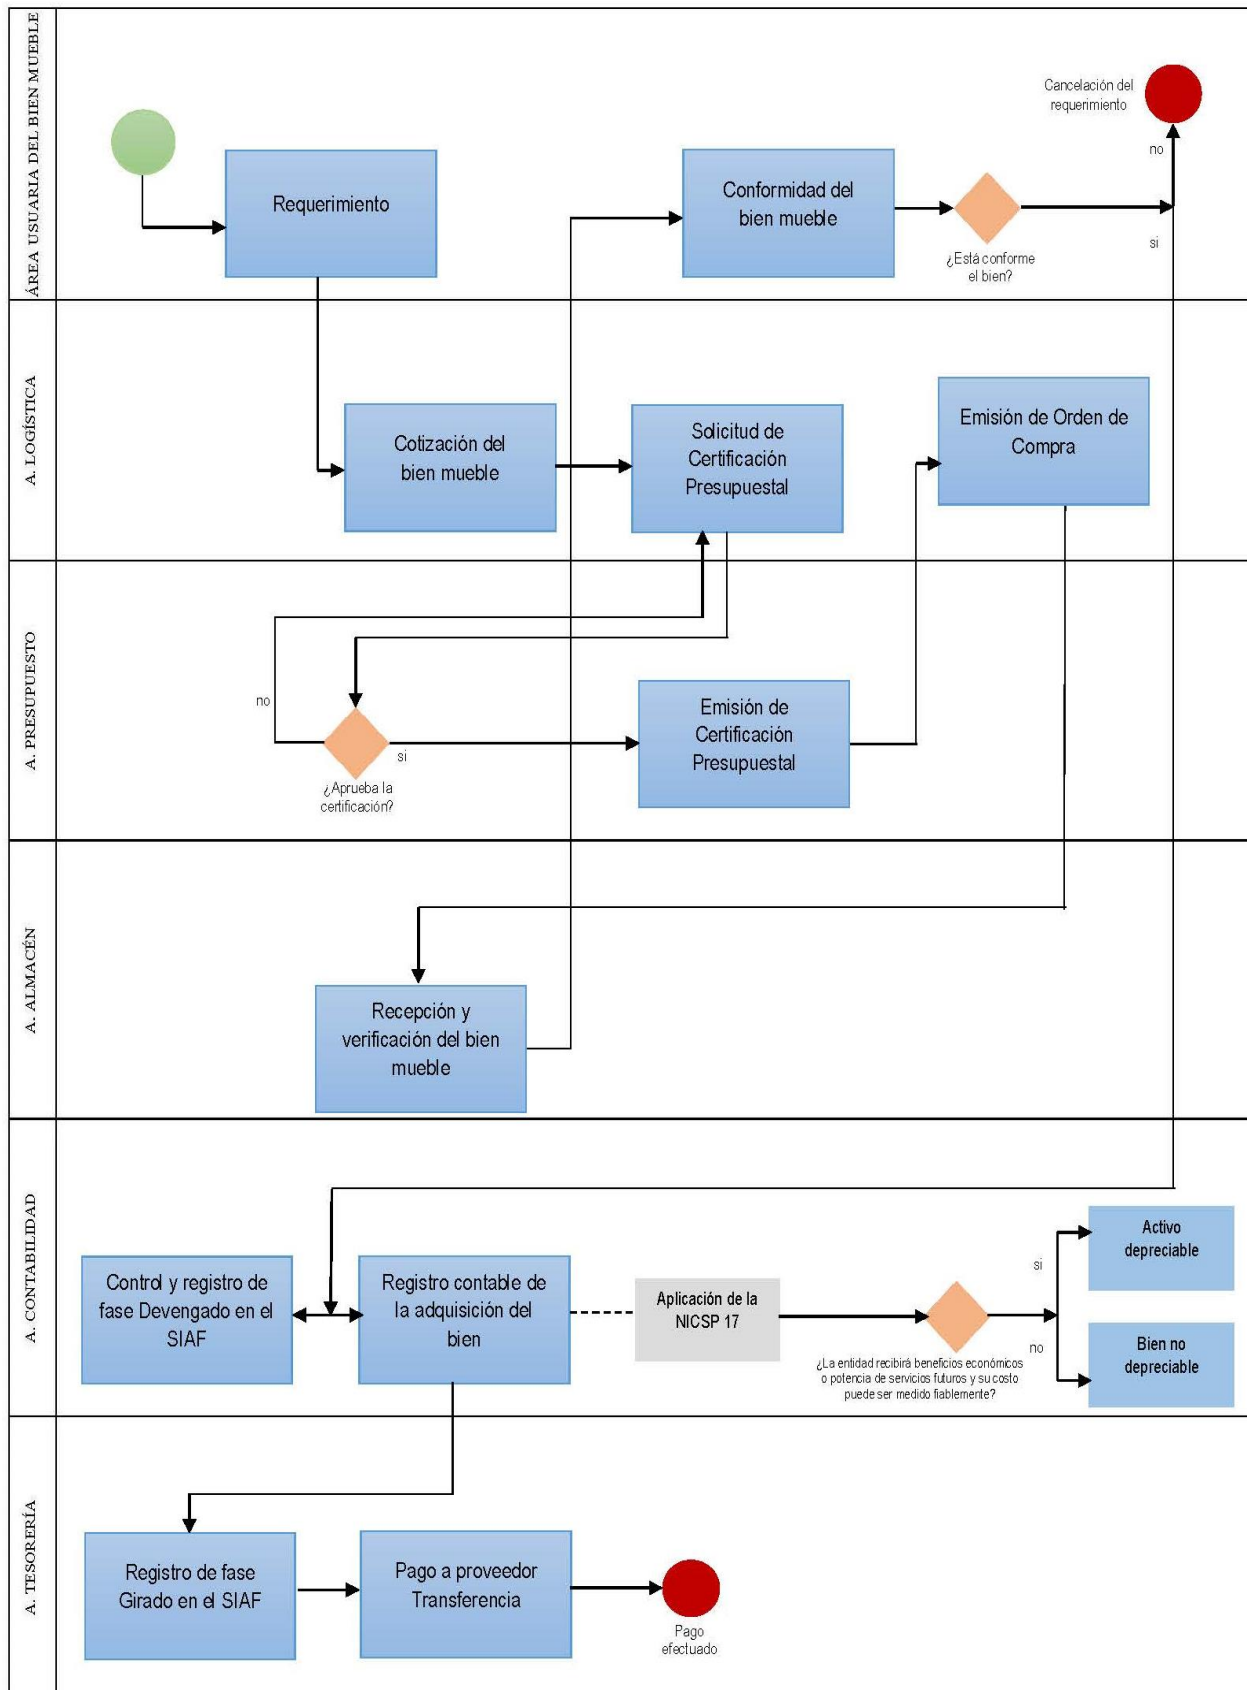 ÁREA USUARIA DEL BIEN MUEBLE
Requerimiento
Conformidad del
bien mueble
¿Está conforme
el bien?
Cancelación del
requerimiento
no
si
A. LOGÍSTICA
Cotización del
bien mueble
Solicitud de
Certificación
Presupuestal
Emisión de Orden de
Compra
A. PRESUPUESTO
no
si
¿Aprueba la
certificación?
Emisión de
Certificación
Presupuestal
A. ALMACÉN
Recepción y
verificación del bien
mueble
A. CONTABILIDAD
Control y registro de
fase Devengado en el
SIAF
Registro contable de
la adquisición del
bien
Aplicación de la
NICSP 17
¿La entidad recibirá beneficios económicos
o potencia de servicios futuros y su costo
puede ser medido fiablemente?
si
no
Activo
depreciable
Bien no
depreciable
A. TESORERÍA
Registro de fase
Girado en el SIAF
Pago a proveedor
Transferencia
Pago
efectuado